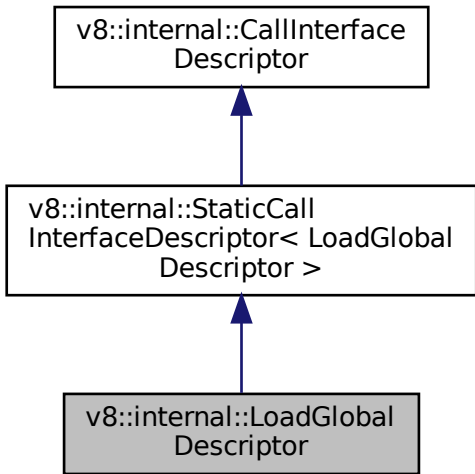 v8::internal::CallInterface
Descriptor
v8::internal::StaticCall
InterfaceDescriptor< LoadGlobal
Descriptor >
v8::internal::LoadGlobal
Descriptor